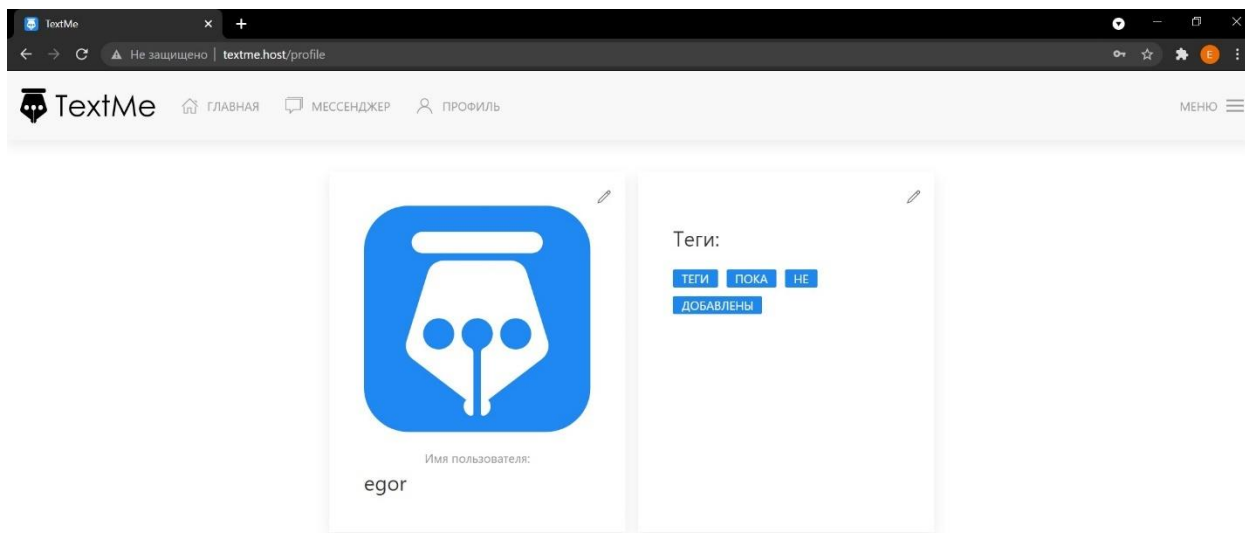 TextMe
Не защищено | textme.host/profile
E
TextMe ГЛАВНАЯ МЕССЕНДЖЕР ПРОФИЛЬ МЕНЮ
Теги:
ТЕГИ ПОКА НЕ
ДОБАВЛЕНЫ
Имя пользователя:
egor